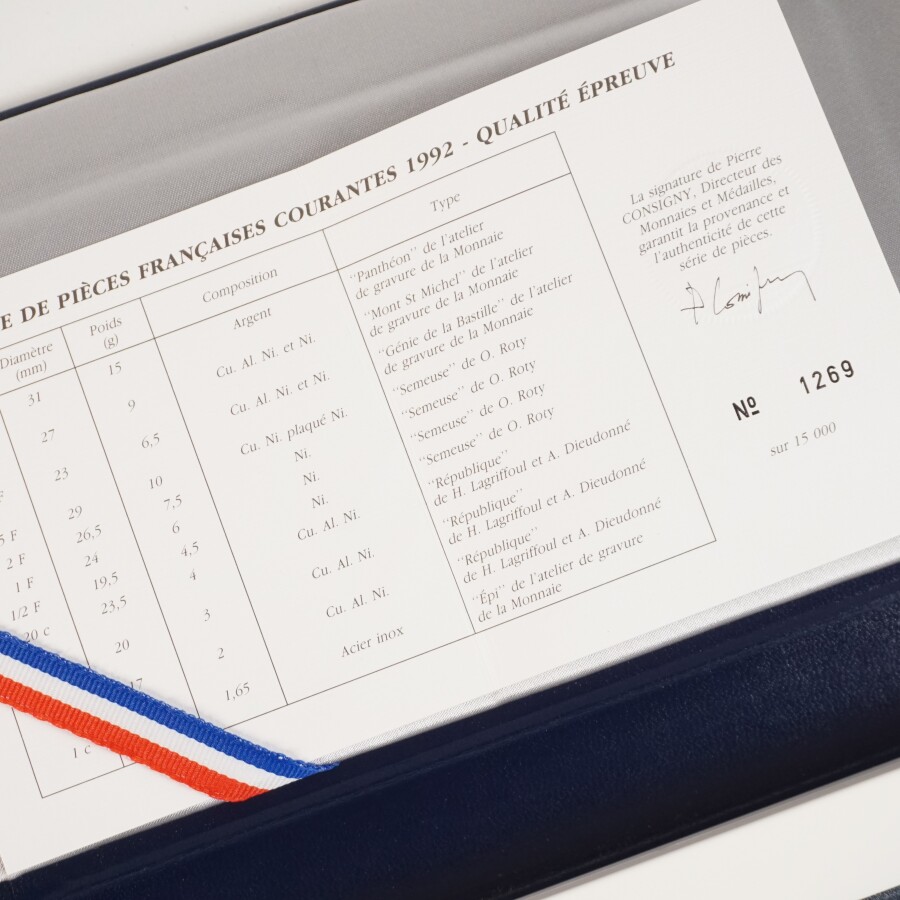 E DE PIÈCES FRANÇAISES COURANTES 1992 - QUALITÉ ÉPREUVE
Diamètre
(mm)
Poids
(g)
Composition
Type
31
15
Argent
"Panthéon" de l'atelier
de gravure de la Monnaie
27
9
Cu. Al. Ni. et Ni.
"Mont St Michel" de l'atelier
de gravure de la Monnaie
F
23
6,5
Cu. Al. Ni. et Ni.
"Génie de la Bastille" de l'atelier
de gravure de la Monnaie
5 F
29
10
Cu. Ni. plaqué Ni.
"Semeuse" de O. Roty
2 F
26,5
7,5
Ni.
"Semeuse" de O. Roty
1 F
24
6
Ni.
"Semeuse" de O. Roty
1/2 F
19,5
4,5
Ni.
"Semeuse" de O. Roty
20 c
23,5
4
Cu. Al. Ni.
"République"
de H. Lagriffoul et A. Dieudonné
20
3
Cu. Al. Ni.
"République"
de H. Lagriffoul et A. Dieudonné
17
2
Cu. Al. Ni.
"République"
de H. Lagriffoul et A. Dieudonné
1 c
1,65
Acier inox
"Épi" de l'atelier de gravure
de la Monnaie
La signature de Pierre
CONSIGNY, Directeur des
Monnaies et Médailles,
garantit la provenance et
l'authenticité de cette
série de pièces.
Nº 1269
sur 15 000